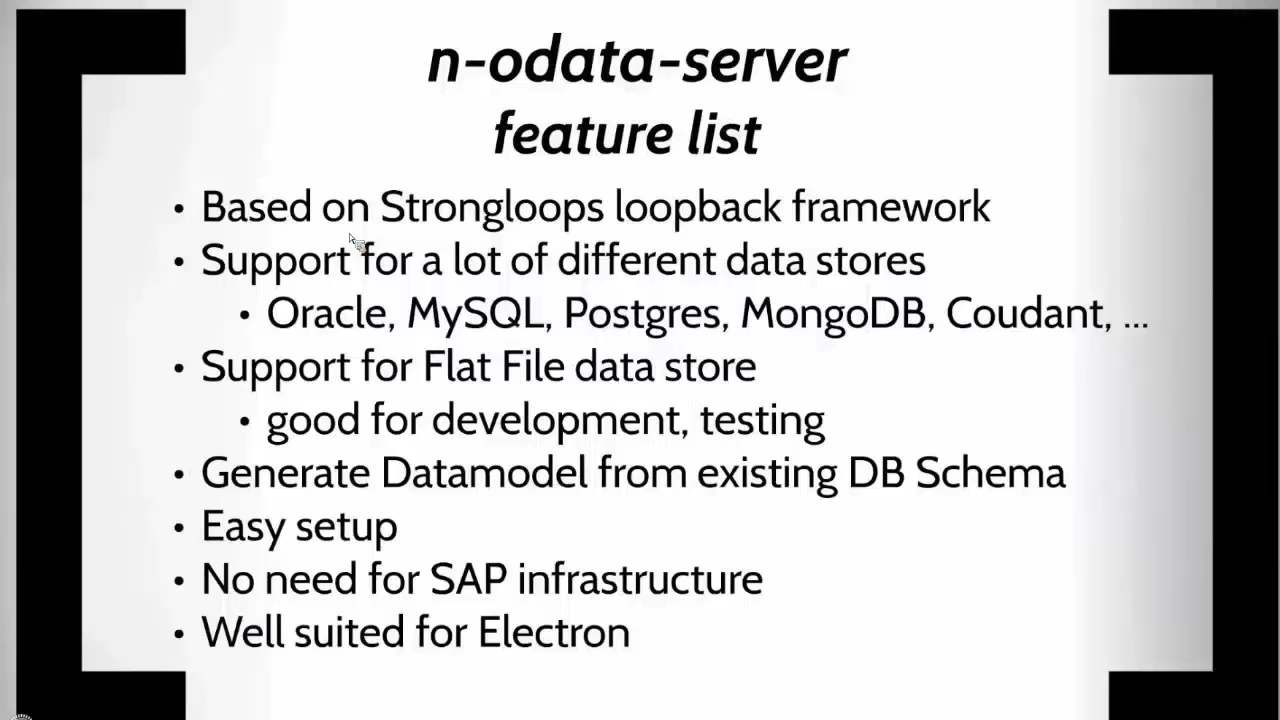 n-odata-server
feature list
• Based on Strongloops loopback framework
• Support for a lot of different data stores
• Oracle, MySQL, Postgres, MongoDB, Coudant, ...
• Support for Flat File data store
• good for development, testing
• Generate Datamodel from existing DB Schema
• Easy setup
• No need for SAP infrastructure
• Well suited for Electron